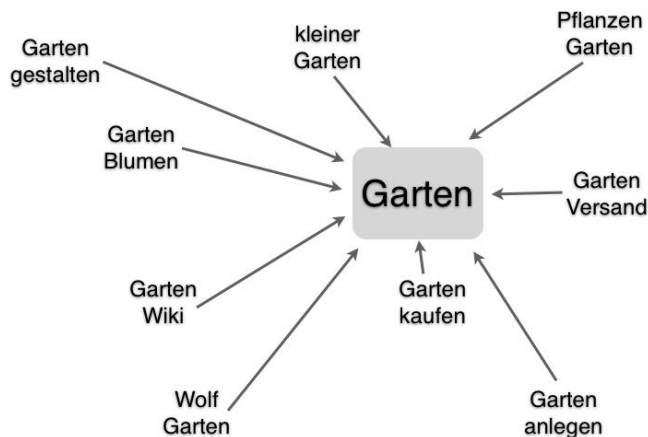 Garten
gestalten
kleiner
Garten
Pflanzen
Garten
Garten
Blumen
Garten
Garten
Versand
Garten
Wiki
Garten
kaufen
Wolf
Garten
Garten
anlegen